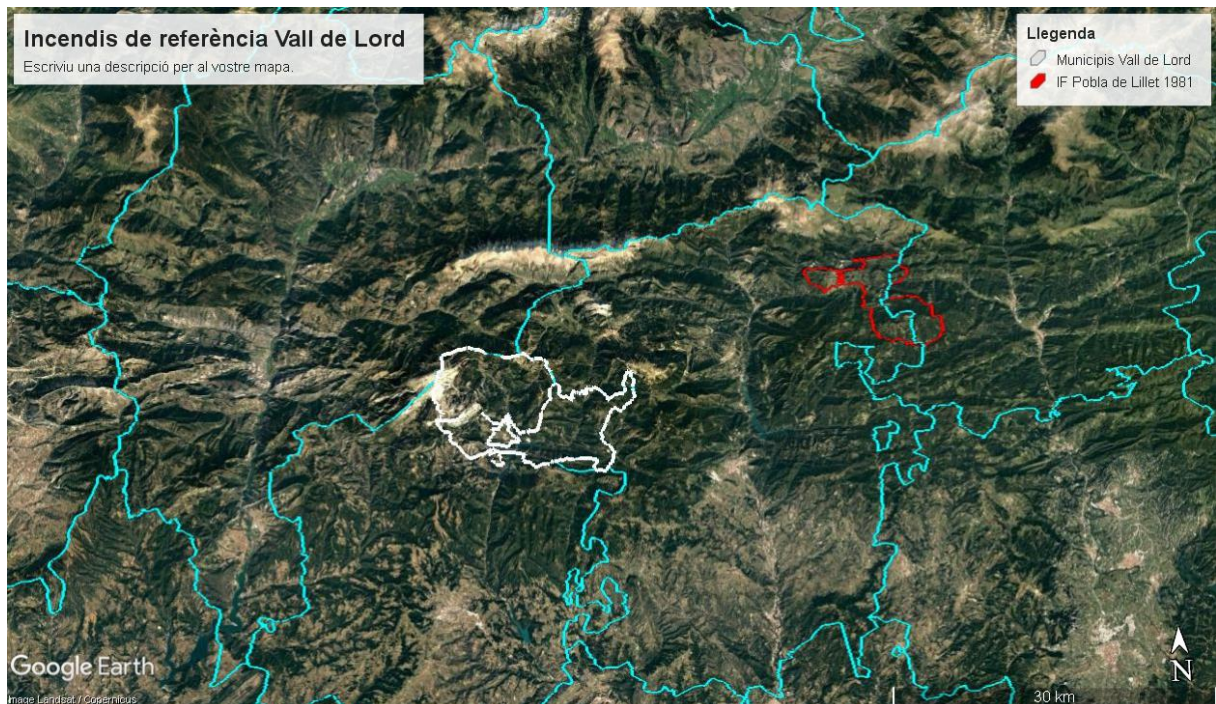 Incendis de referència Vall de Lord
Escriviu una descripció per al vostre mapa.
Llegenda
Municipis Vall de Lord
IF Pobla de Lillet 1981
Google Earth
Image Landsat / Copernicus
N
30 km